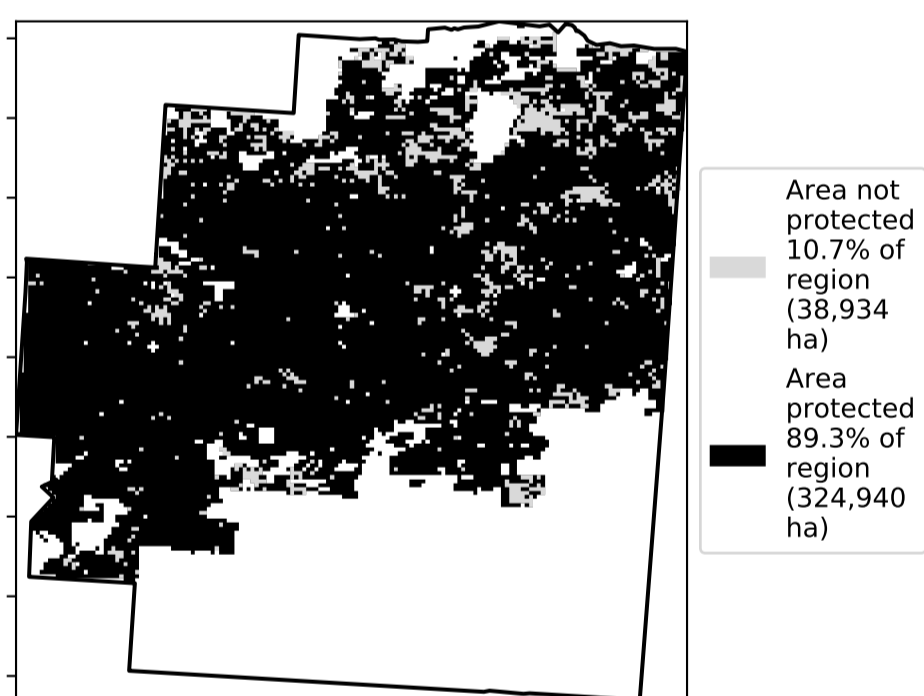 Area not
protected
10.7% of
region
(38,934
ha)
Area
protected
89.3% of
region
(324,940
ha)